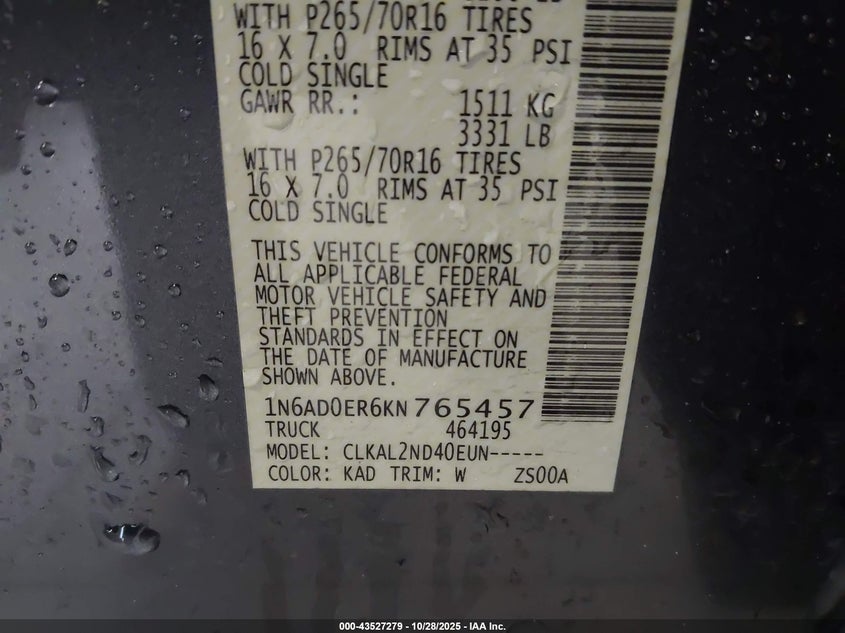 WITH P265/70R16 TIRES
16 X 7.0 RIMS AT 35 PSI
COLD SINGLE
GAWR RR.: 1511 KG
3331 LB
WITH P265/70R16 TIRES
16 X 7.0 RIMS AT 35 PSI
COLD SINGLE
THIS VEHICLE CONFORMS TO
ALL APPLICABLE FEDERAL
MOTOR VEHICLE SAFETY AND
THEFT PREVENTION
STANDARDS IN EFFECT ON
THE DATE OF MANUFACTURE
SHOWN ABOVE.
1N6AD0ER6KN765457
TRUCK 464195
MODEL: CLKAL2ND40EUN-----
COLOR: KAD TRIM: W ZS00A
000-43527279 - 10/28/2025 - IAA Inc.